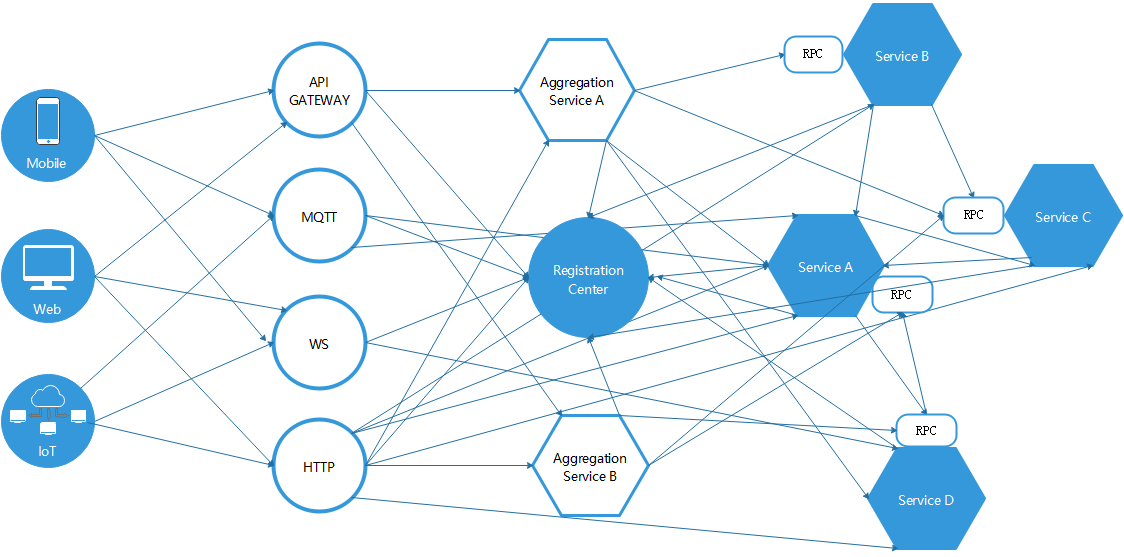 Mobile
Web
IoT
API
GATEWAY
MQTT
WS
HTTP
Aggregation
Service A
Registration
Center
Aggregation
Service B
RPC
Service B
RPC
Service C
Service A
RPC
RPC
Service D